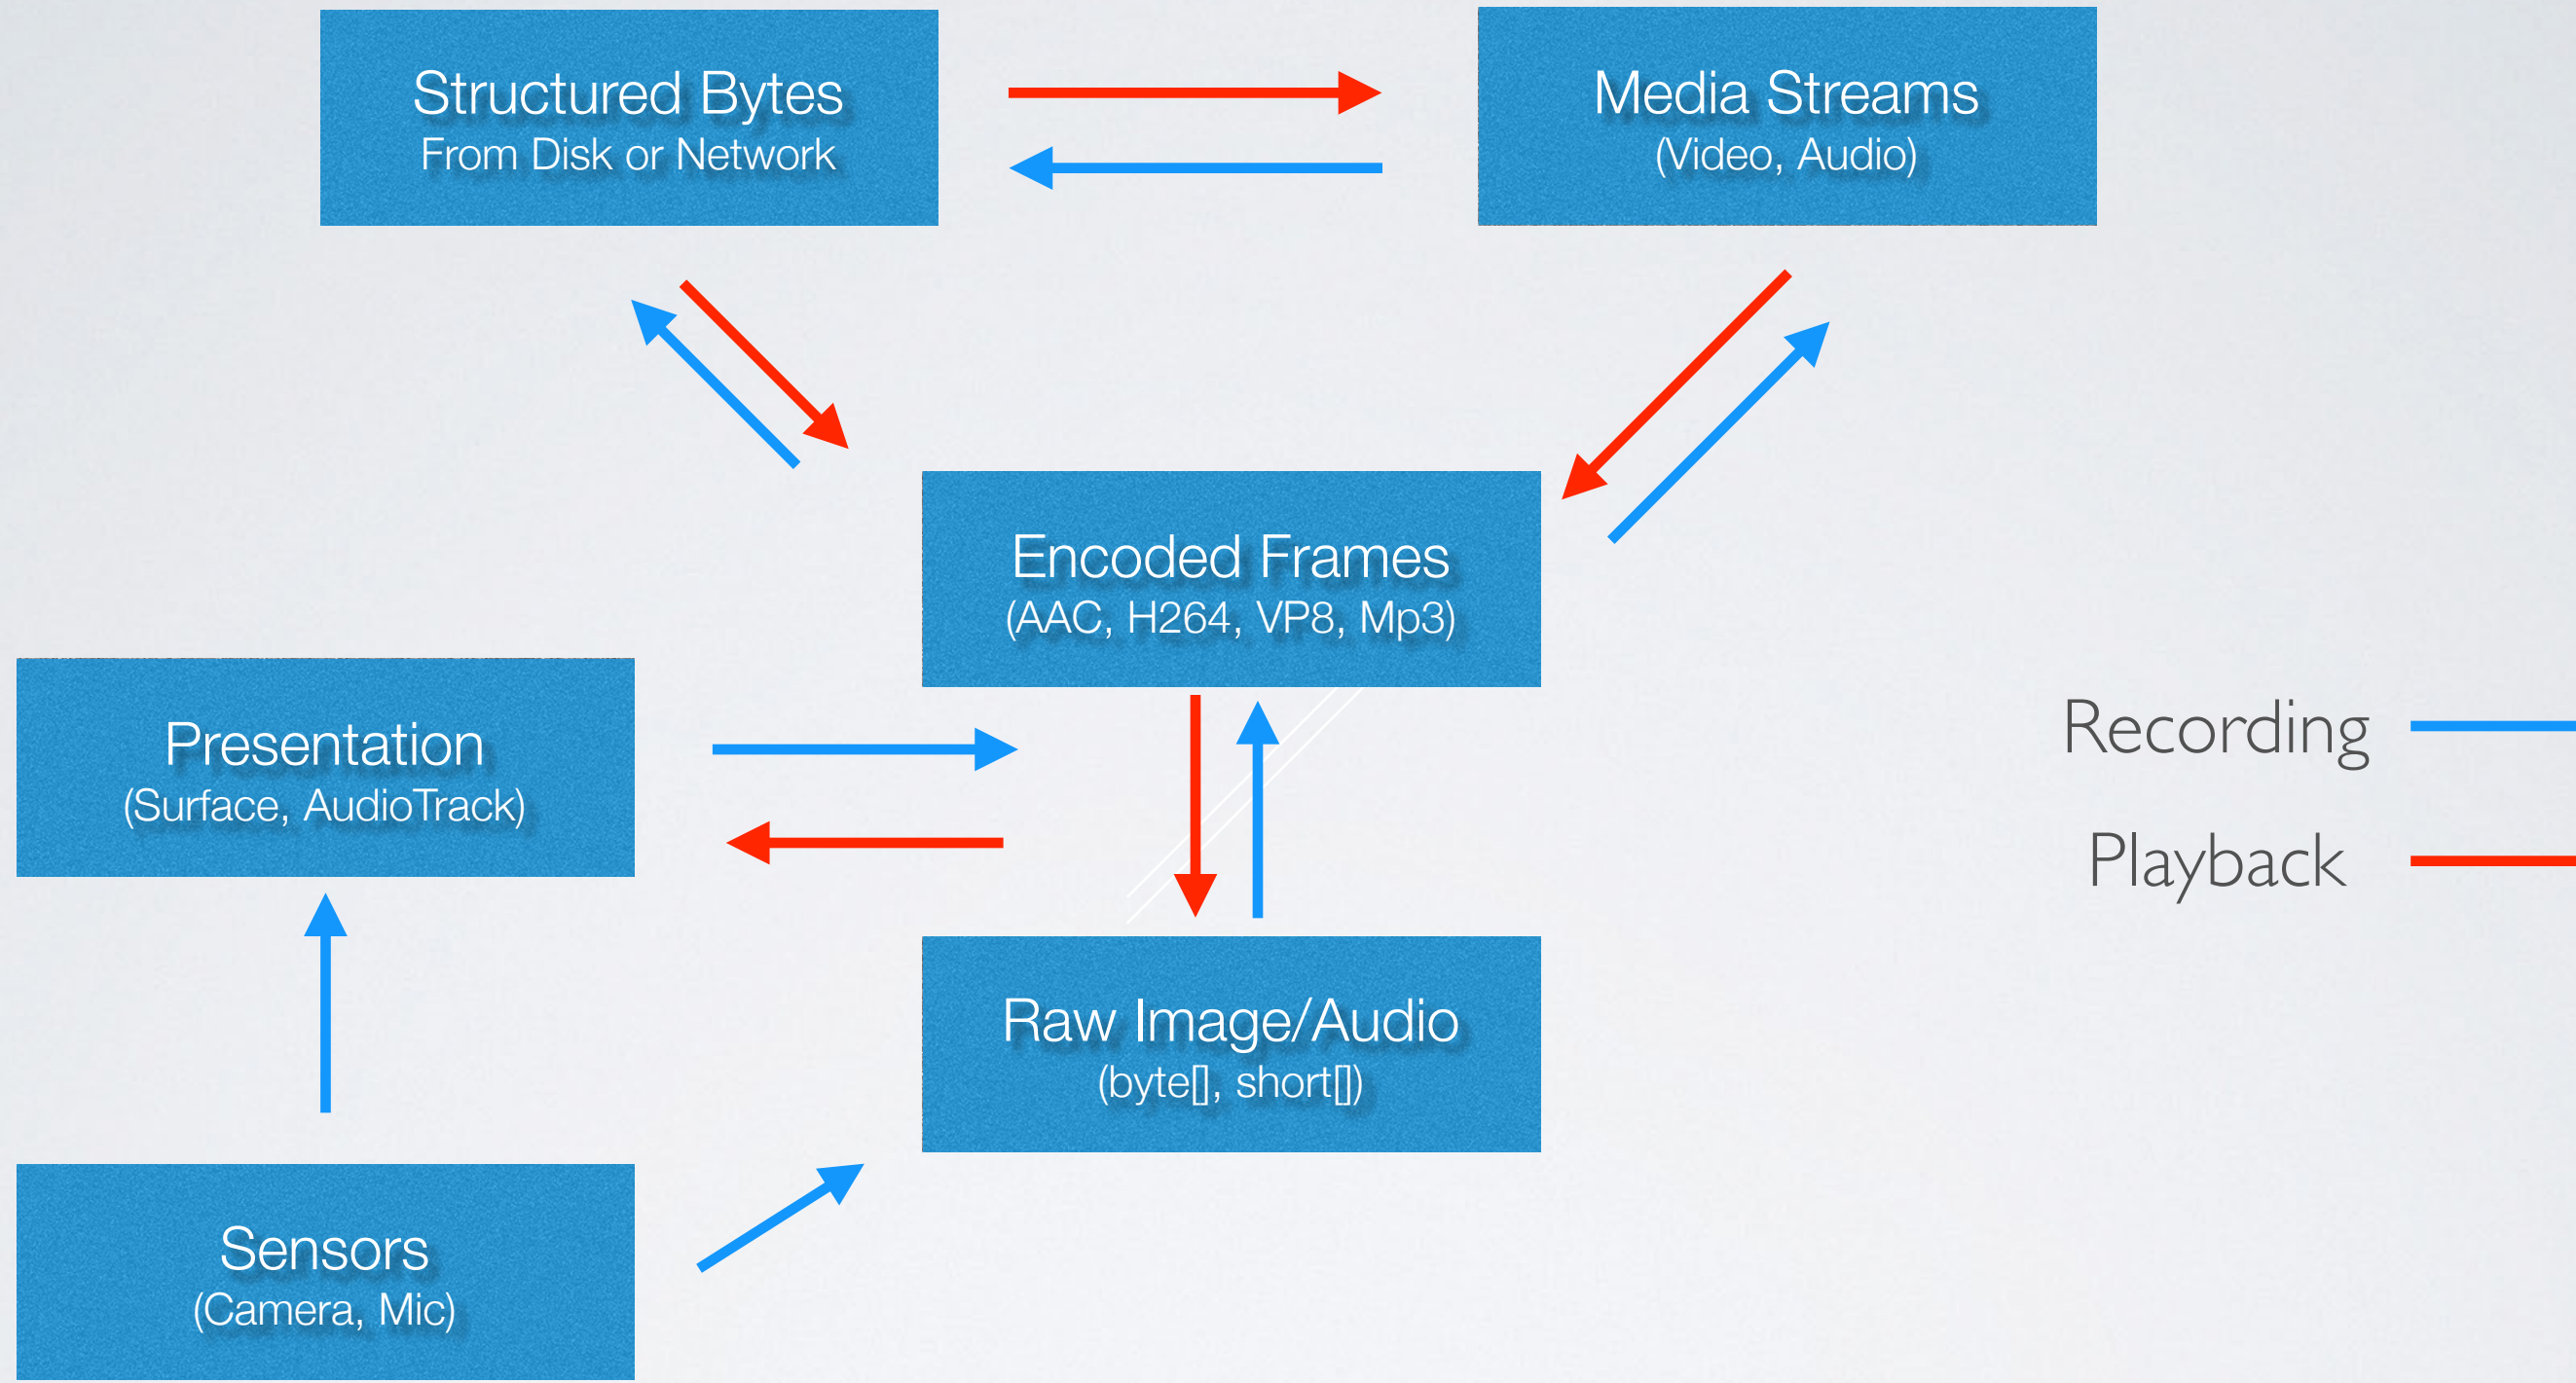 Structured Bytes
From Disk or Network
Media Streams
(Video, Audio)
Encoded Frames
(AAC, H264, VP8, Mp3)
Presentation
(Surface, AudioTrack)
Recording
Playback
Raw Image/Audio
(byte[], short[])
Sensors
(Camera, Mic)